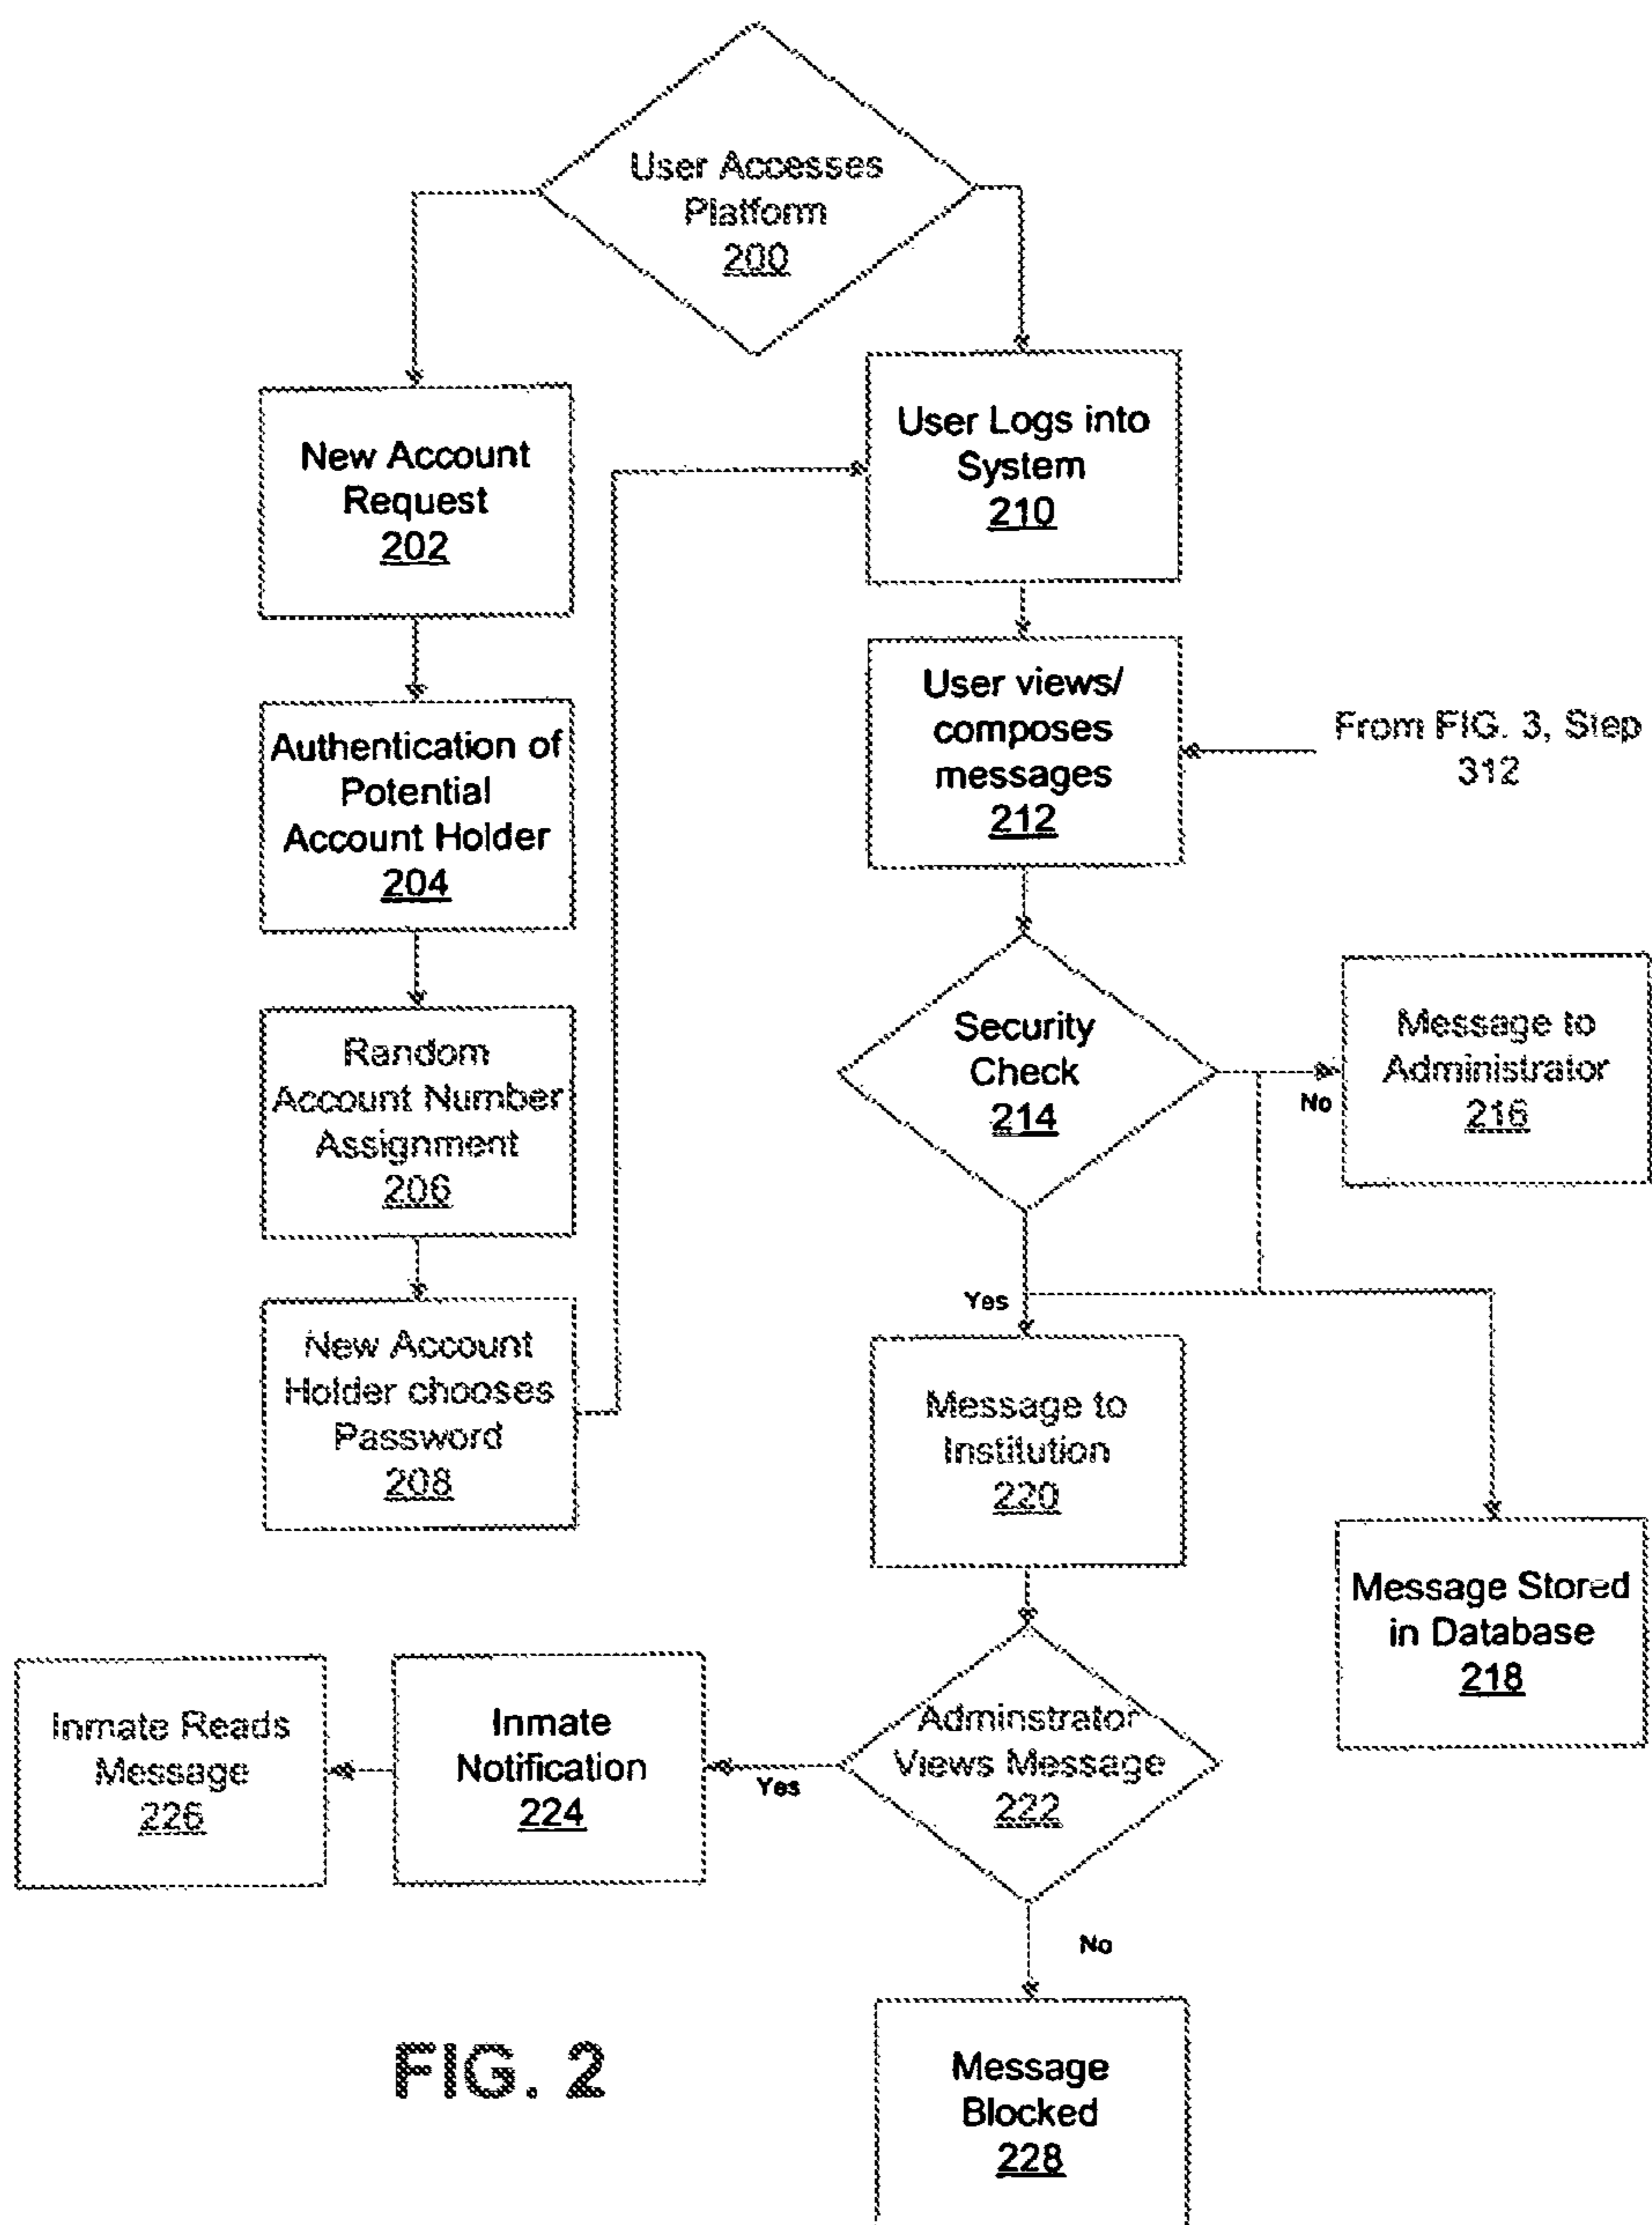 User Accesses
Platform
200
New Account
Request
202
User Logs into
System
210
User views/
composes
messages
212
From FIG. 3, Step
312
Authentication of
Potential
Account Holder
204
Random
Account Number
Assignment
206
New Account
Holder chooses
Password
208
Security
Check
214
No
Message to
Administrator
216
Yes
Message to
Institution
220
Message Stored
in Database
218
Adminstrator
Views Message
222
Yes
Inmate
Notification
224
Inmate Reads
Message
226
No
Message
Blocked
228
FIG. 2